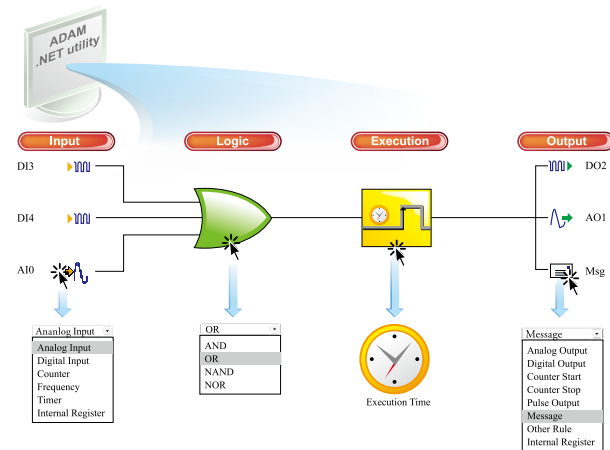 ADAM
.NET utility
Input
Logic
Execution
Output
DI3
DO2
DI4
AO1
AI0
Msg
Ananlog Input
Analog Input
Digital Input
Counter
Frequency
Timer
Internal Register
OR
AND
OR
NAND
NOR
Execution Time
Message
Analog Output
Digital Output
Counter Start
Counter Stop
Pulse Output
Message
Other Rule
Internal Register